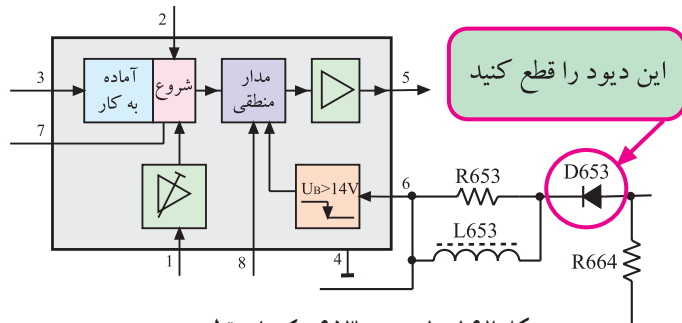 2
این دیود را قطع کنید
3
آماده
به کار
شروع
مدار
منطقی
5
7
UB>14V
6
R653
D653
L653
R664
1
8
4